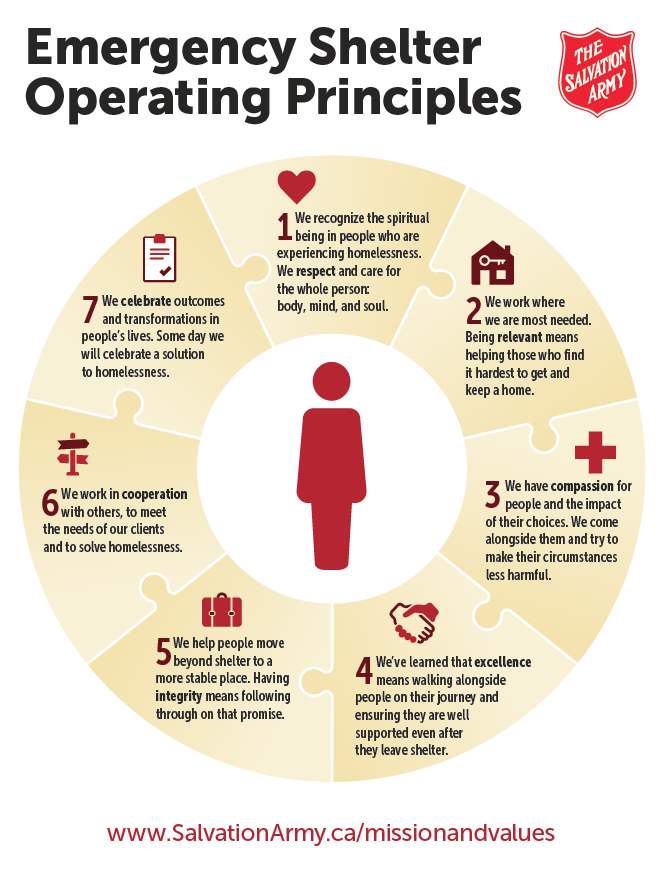 Emergency Shelter
Operating Principles
THE
SALVATION
ARMY
1 We recognize the spiritual
being in people who are
experiencing homelessness.
We respect and care for
the whole person:
body, mind, and soul.
2 We work where
we are most needed.
Being relevant means
helping those who find
it hardest to get and
keep a home.
3 We have compassion for
people and the impact
of their choices. We come
alongside them and try to
make their circumstances
less harmful.
4 We've learned that excellence
means walking alongside
people on their journey and
ensuring they are well
supported even after
they leave shelter.
5 We help people move
beyond shelter to a
more stable place. Having
integrity means following
through on that promise.
6 We work in cooperation
with others, to meet
the needs of our clients
and to solve homelessness.
7 We celebrate outcomes
and transformations in
people's lives. Some day we
will celebrate a solution
to homelessness.
www.SalvationArmy.ca/missionandvalues